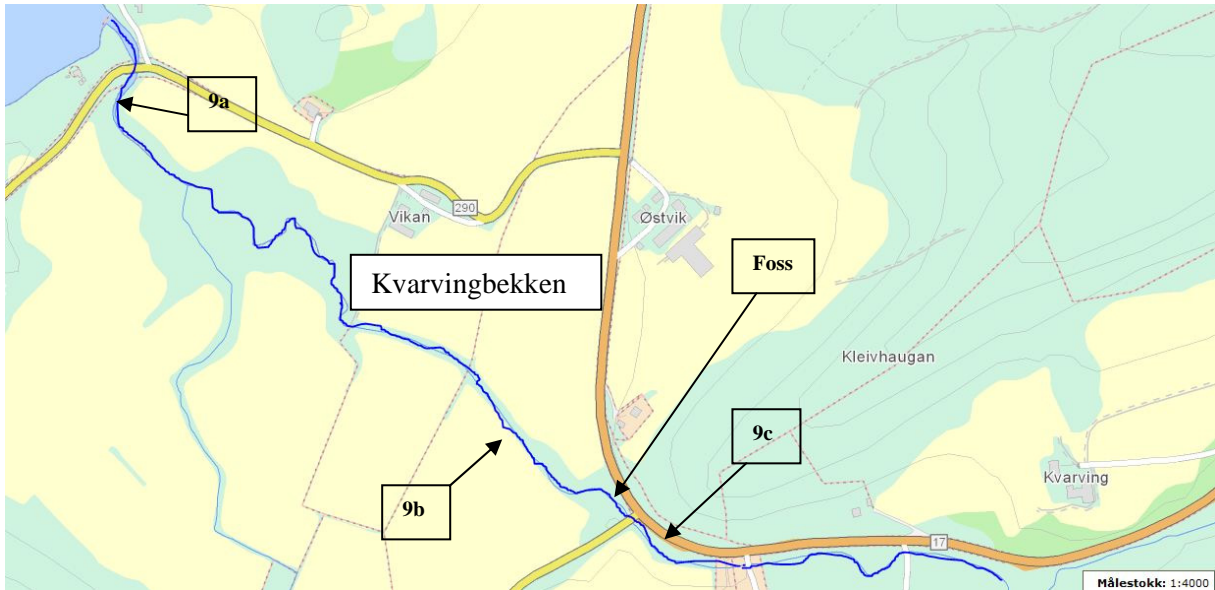 9a
Vikan
290
Østvik
Kvarvingbekken
Foss
Kleivhaugan
9c
Kvarving
9b
17
Målestokk: 1:4000